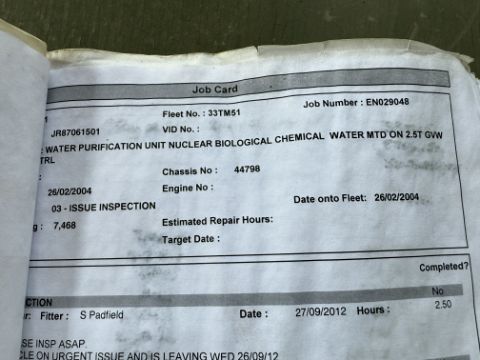 Job Card
1 Fleet No. : 33TM51 Job Number : EN029048
JR87061501 VID No. :
: WATER PURIFICATION UNIT NUCLEAR BIOLOGICAL CHEMICAL WATER MTD ON 2.5T GVW
TRL
Chassis No : 44798
26/02/2004 Engine No :
03 - ISSUE INSPECTION Date onto Fleet: 26/02/2004
g : 7,468 Estimated Repair Hours:
Target Date :
Completed?
CTION No
r: Fitter : S Padfield Date : 27/09/2012 Hours : 2.50
SE INSP ASAP.
CLE ON URGENT ISSUE AND IS LEAVING WED 26/09/12